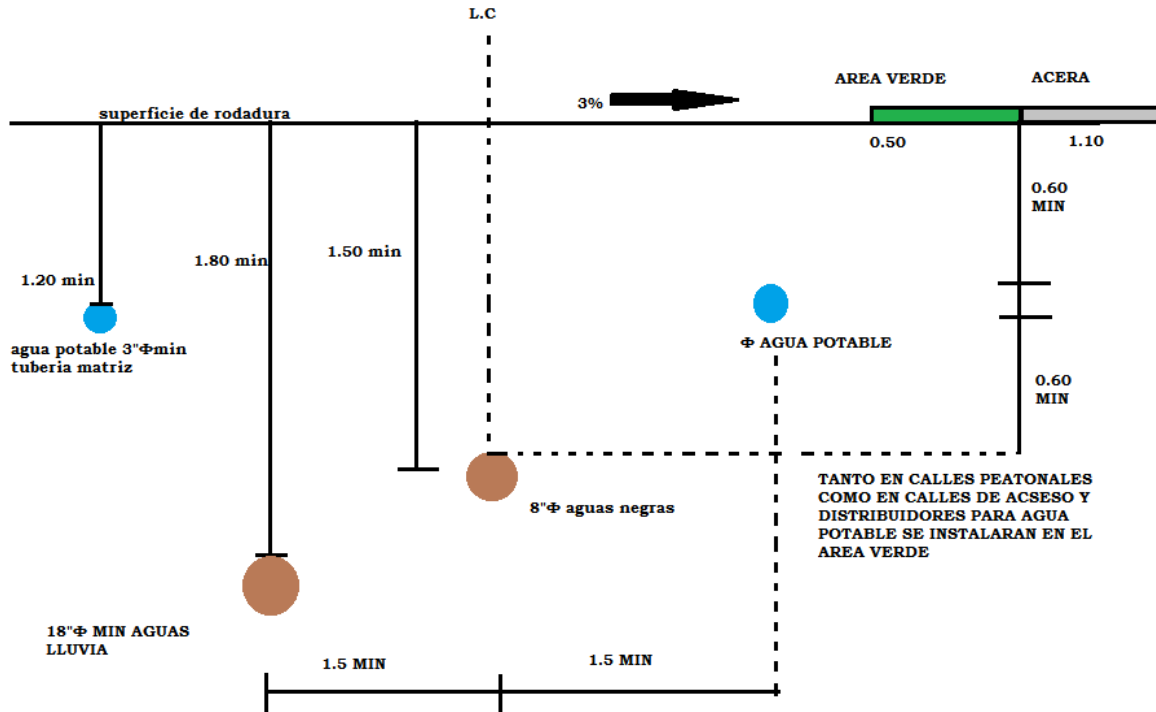 L.C
AREA VERDE
ACERA
3%
superficie de rodadura
0.50
1.10
0.60
MIN
1.80 min
1.50 min
1.20 min
agua potable 3"Φmin
tuberia matriz
Φ AGUA POTABLE
0.60
MIN
8"Φ aguas negras
TANTO EN CALLES PEATONALES
COMO EN CALLES DE ACSESO Y
DISTRIBUIDORES PARA AGUA
POTABLE SE INSTALARAN EN EL
AREA VERDE
18"Φ MIN AGUAS
LLUVIA
1.5 MIN
1.5 MIN